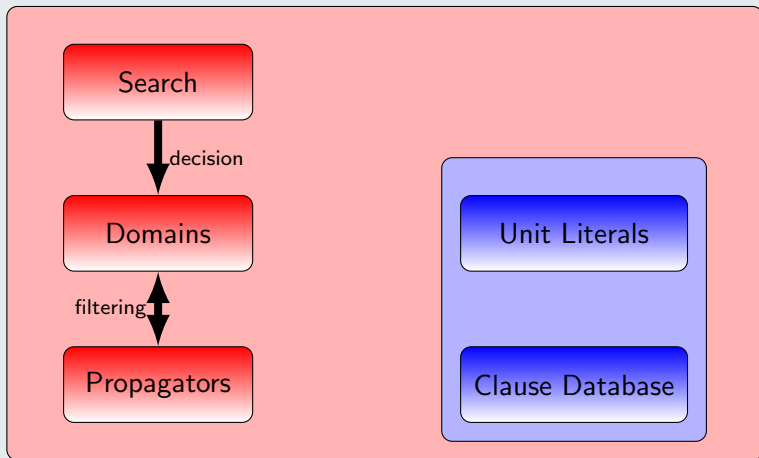 Search
decision
Domains
Unit Literals
filtering
Propagators
Clause Database